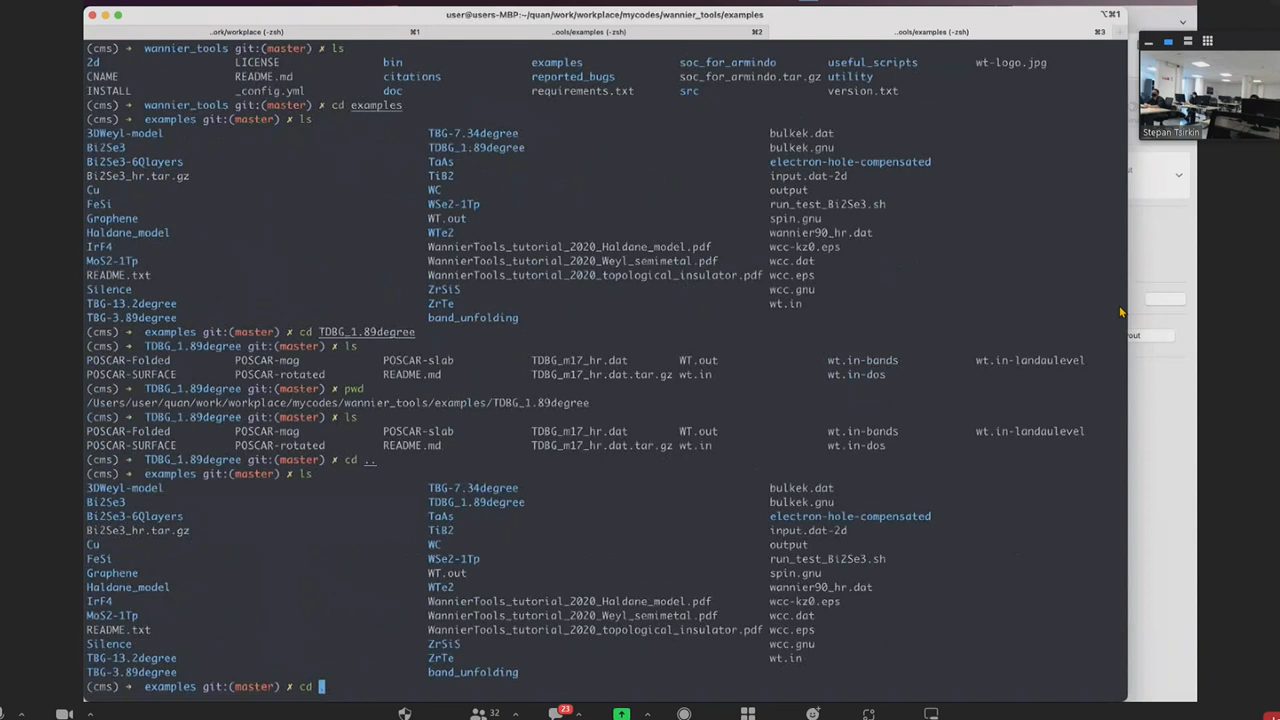 user@users-MBP:~/quan/work/workplace/mycodes/wannier_tools/examples ⌥⌘1
..ork/workplace (-zsh) ⌘1 ..ools/examples (-zsh) ⌘2 ..ools/examples (-zsh) ⌘3
(cms) ➜ wannier_tools git:(master) ✗ ls
2d LICENSE bin examples soc_for_armindo useful_scripts wt-logo.jpg
CNAME README.md citations reported_bugs soc_for_armindo.tar.gz utility
INSTALL _config.yml doc requirements.txt src version.txt
(cms) ➜ wannier_tools git:(master) ✗ cd examples
(cms) ➜ examples git:(master) ✗ ls
3DWeyl-model TBG-7.34degree bulkek.dat
Bi2Se3 TDBG_1.89degree bulkek.gnu
Bi2Se3-6Qlayers TaAs electron-hole-compensated
Bi2Se3_hr.tar.gz TiB2 input.dat-2d
Cu WC output
FeSi WSe2-1Tp run_test_Bi2Se3.sh
Graphene WT.out spin.gnu
Haldane_model WTe2 wannier90_hr.dat
IrF4 WannierTools_tutorial_2020_Haldane_model.pdf wcc-kz0.eps
MoS2-1Tp WannierTools_tutorial_2020_Weyl_semimetal.pdf wcc.dat
README.txt WannierTools_tutorial_2020_topological_insulator.pdf wcc.eps
Silence ZrSiS wcc.gnu
TBG-13.2degree ZrTe wt.in
TBG-3.89degree band_unfolding
(cms) ➜ examples git:(master) ✗ cd TDBG_1.89degree
(cms) ➜ TDBG_1.89degree git:(master) ✗ ls
POSCAR-Folded POSCAR-mag POSCAR-slab TDBG_m17_hr.dat WT.out wt.in-bands wt.in-landaulevel
POSCAR-SURFACE POSCAR-rotated README.md TDBG_m17_hr.dat.tar.gz wt.in wt.in-dos
(cms) ➜ TDBG_1.89degree git:(master) ✗ pwd
/Users/user/quan/work/workplace/mycodes/wannier_tools/examples/TDBG_1.89degree
(cms) ➜ TDBG_1.89degree git:(master) ✗ ls
POSCAR-Folded POSCAR-mag POSCAR-slab TDBG_m17_hr.dat WT.out wt.in-bands wt.in-landaulevel
POSCAR-SURFACE POSCAR-rotated README.md TDBG_m17_hr.dat.tar.gz wt.in wt.in-dos
(cms) ➜ TDBG_1.89degree git:(master) ✗ cd ..
(cms) ➜ examples git:(master) ✗ ls
3DWeyl-model TBG-7.34degree bulkek.dat
Bi2Se3 TDBG_1.89degree bulkek.gnu
Bi2Se3-6Qlayers TaAs electron-hole-compensated
Bi2Se3_hr.tar.gz TiB2 input.dat-2d
Cu WC output
FeSi WSe2-1Tp run_test_Bi2Se3.sh
Graphene WT.out spin.gnu
Haldane_model WTe2 wannier90_hr.dat
IrF4 WannierTools_tutorial_2020_Haldane_model.pdf wcc-kz0.eps
MoS2-1Tp WannierTools_tutorial_2020_Weyl_semimetal.pdf wcc.dat
README.txt WannierTools_tutorial_2020_topological_insulator.pdf wcc.eps
Silence ZrSiS wcc.gnu
TBG-13.2degree ZrTe wt.in
TBG-3.89degree band_unfolding
(cms) ➜ examples git:(master) ✗ cd .
Stepan Tsirkin
32 23